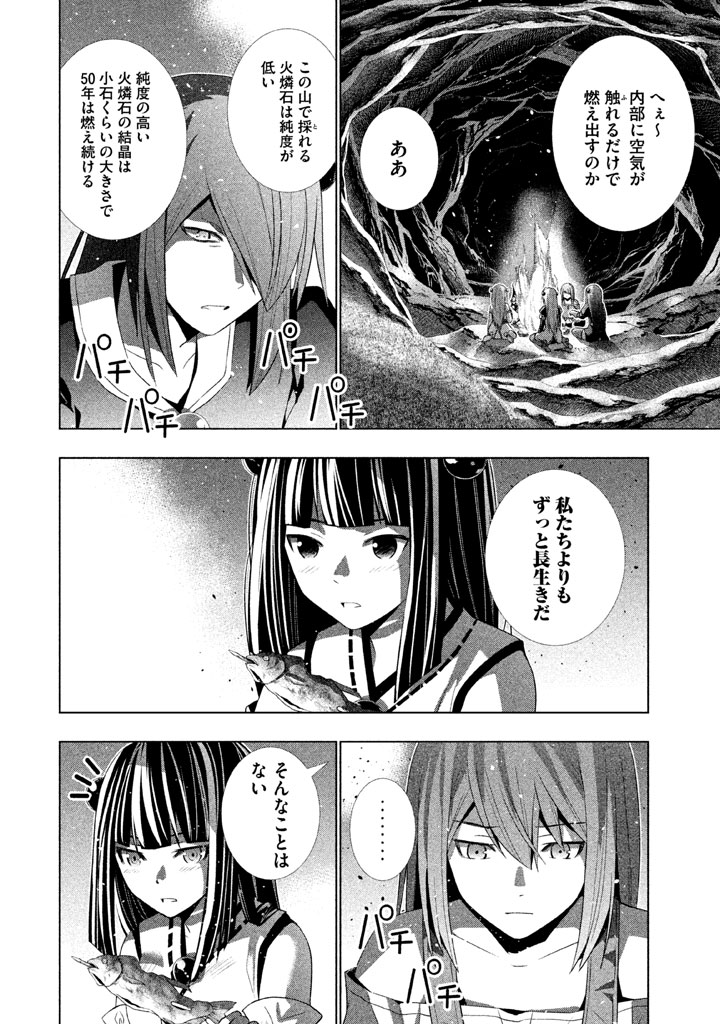 へぇ～
内部に空気が
触れるだけで
燃え出すのか
ああ
この山で採れる
火燐石は純度が
低い
純度の高い
火燐石の結晶は
小石くらいの大きさで
50年は燃え続ける
パチ
パチ
パチ
パチ
私たちよりも
ずっと長生きだ
・・・・・・・
パチ
パチ
そんなことは
ない